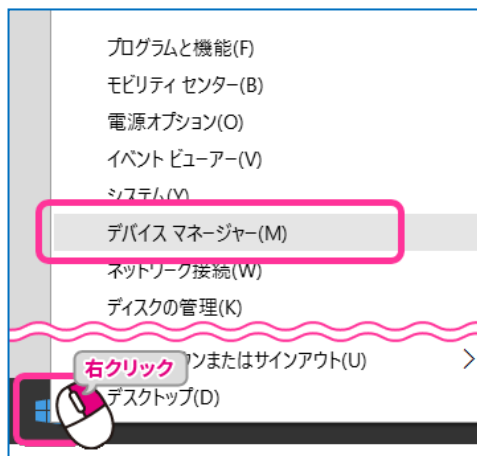 プログラムと機能(F)
モビリティ センター(B)
電源オプション(O)
イベント ビューアー(V)
システム(Y)
デバイス マネージャー(M)
ネットワーク接続(W)
ディスクの管理(K)
右クリック
ンまたはサインアウト(U)
デスクトップ(D)